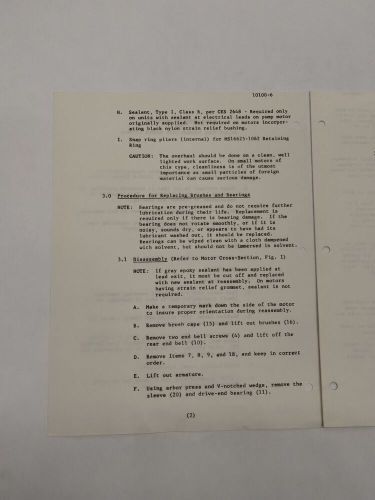 10100-6
H. Sealant, Type I, Class A, per CES 2648 - Required only
on units with sealant at electrical leads on pump motor
originally supplied. Not required on motors incorpor-
ating black nylon strain relief bushing.
I. Snap ring pliers (internal) for MS16625-1062 Retaining
Ring
CAUTION: The overhaul should be done on a clean, well
lighted work surface. On small motors of
this type, cleanliness is of the utmost
importance as small particles of foreign
material can cause serious damage.
3.0 Procedure for Replacing Brushes and Bearings
NOTE: Bearings are pre-greased and do not require further
lubrication during their life. Replacement is
required only if there is bearing damage. If the
bearing does not rotate smoothly, or if it is
noisy, sounds dry, or appears to have had its
lubricant washed out, it should be replaced.
Bearings can be wiped clean with a cloth dampened
with solvent, but should not be immersed in solvent.
3.1 Disassembly (Refer to Motor Cross-Section, Fig. 1)
NOTE: If gray epoxy sealant has been applied at
lead exit, it must be cut off and replaced
with new sealant at reassembly. On motors
having strain relief grommet, sealant is not
required.
A. Make a temporary mark down the side of the motor
to insure proper orientation during reassembly.
B. Remove brush caps (15) and lift out brushes (16).
C. Remove two end bell screws (4) and lift off the
rear end bell (10).
D. Remove items 7, 8, 9, and 18, and keep in correct
order.
E. Lift out armature.
F. Using arbor press and V-notched wedge, remove the
sleeve (20) and drive-end bearing (11).
(2)